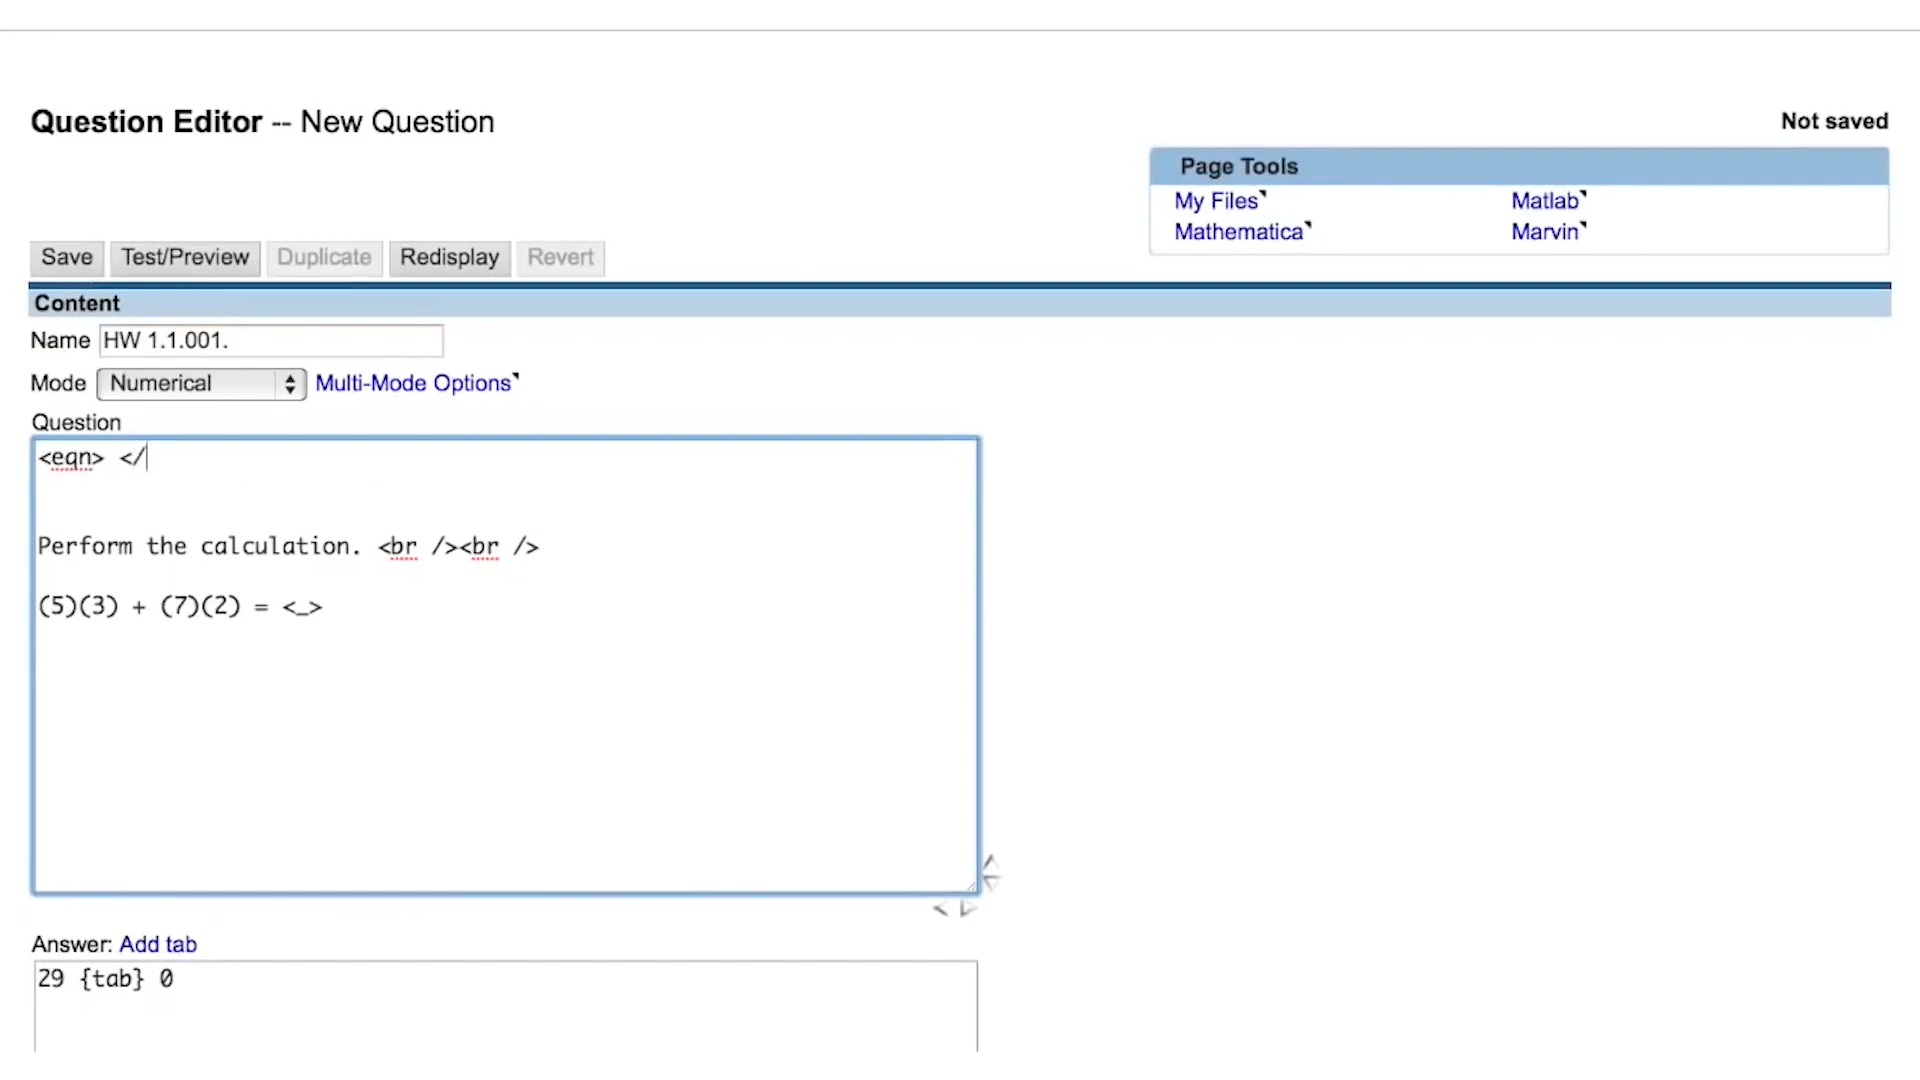 Question Editor -- New Question
Not saved
Page Tools
My Files Matlab
Mathematica Marvin
Save Test/Preview Duplicate Redisplay Revert
Content
Name HW 1.1.001.
Mode Numerical Multi-Mode Options
Question
<eqn> </
Perform the calculation. <br /><br />
(5)(3) + (7)(2) = <_>
Answer: Add tab
29 {tab} 0